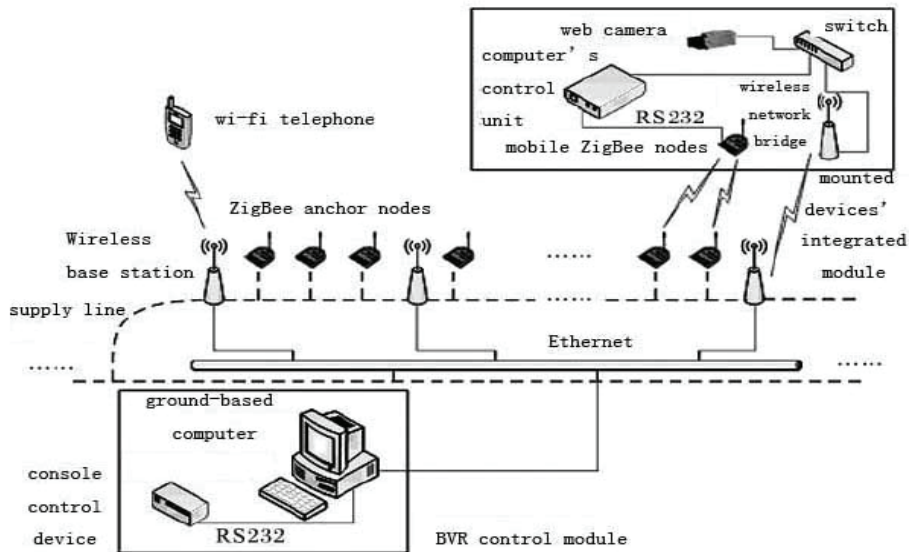 web camera
switch
computer's
control
unit
RS232
wireless
network
bridge
mobile ZigBee nodes
mounted
devices'
integrated
module
wi-fi telephone
ZigBee anchor nodes
Wireless
base station
......
supply line
......
Ethernet
......
......
ground-based
computer
console
control
device
RS232
BVR control module